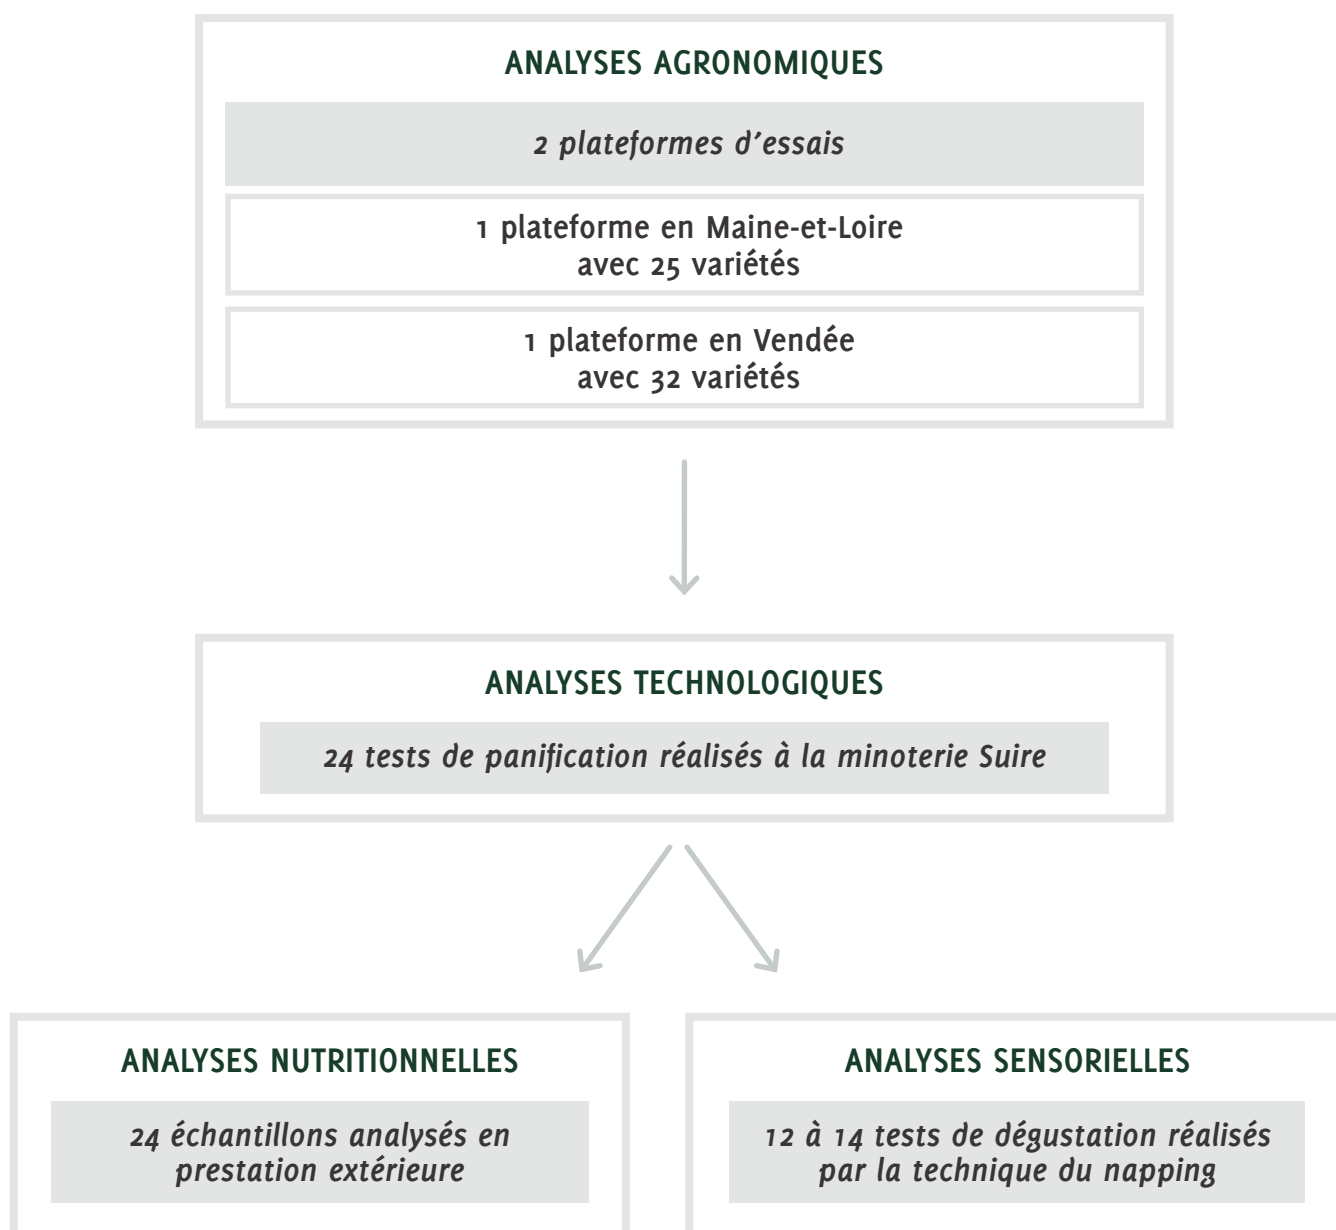 ANALYSES AGRONOMIQUES
2 plateformes d'essais
1 plateforme en Maine-et-Loire
avec 25 variétés
1 plateforme en Vendée
avec 32 variétés
ANALYSES TECHNOLOGIQUES
24 tests de panification réalisés à la minoterie Suire
ANALYSES NUTRITIONNELLES
24 échantillons analysés en
prestation extérieure
ANALYSES SENSORIELLES
12 à 14 tests de dégustation réalisés
par la technique du napping